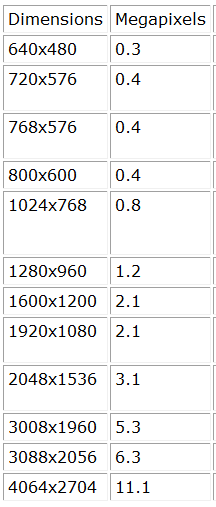 Dimensions Megapixels
640x480 0.3
720x576 0.4
768x576 0.4
800x600 0.4
1024x768 0.8
1280x960 1.2
1600x1200 2.1
1920x1080 2.1
2048x1536 3.1
3008x1960 5.3
3088x2056 6.3
4064x2704 11.1